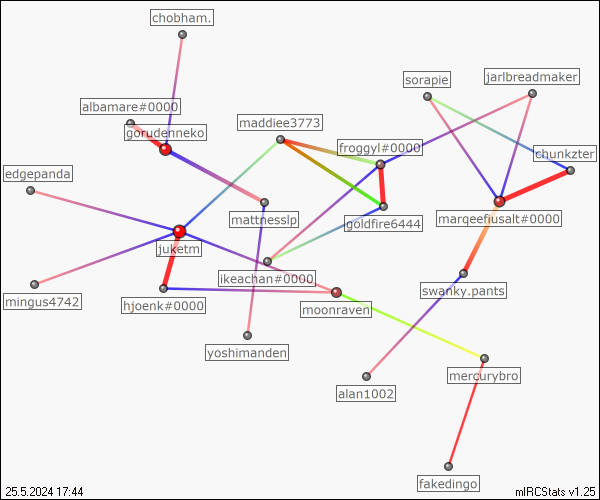 chobham.
sorapie
jarlbreadmaker
albamare#0000
gorudenneko
maddiee3773
froggyl#0000
chunkzter
edgepanda
mattnesslp
goldfire6444
marqeefiusalt#0000
juketm
ikeachan#0000
swanky.pants
mingus4742
hjoenk#0000
moonraven
yoshimanden
mercurybro
alan1002
fakedingo
25.5.2024 17:44
mIRCStats v1.25